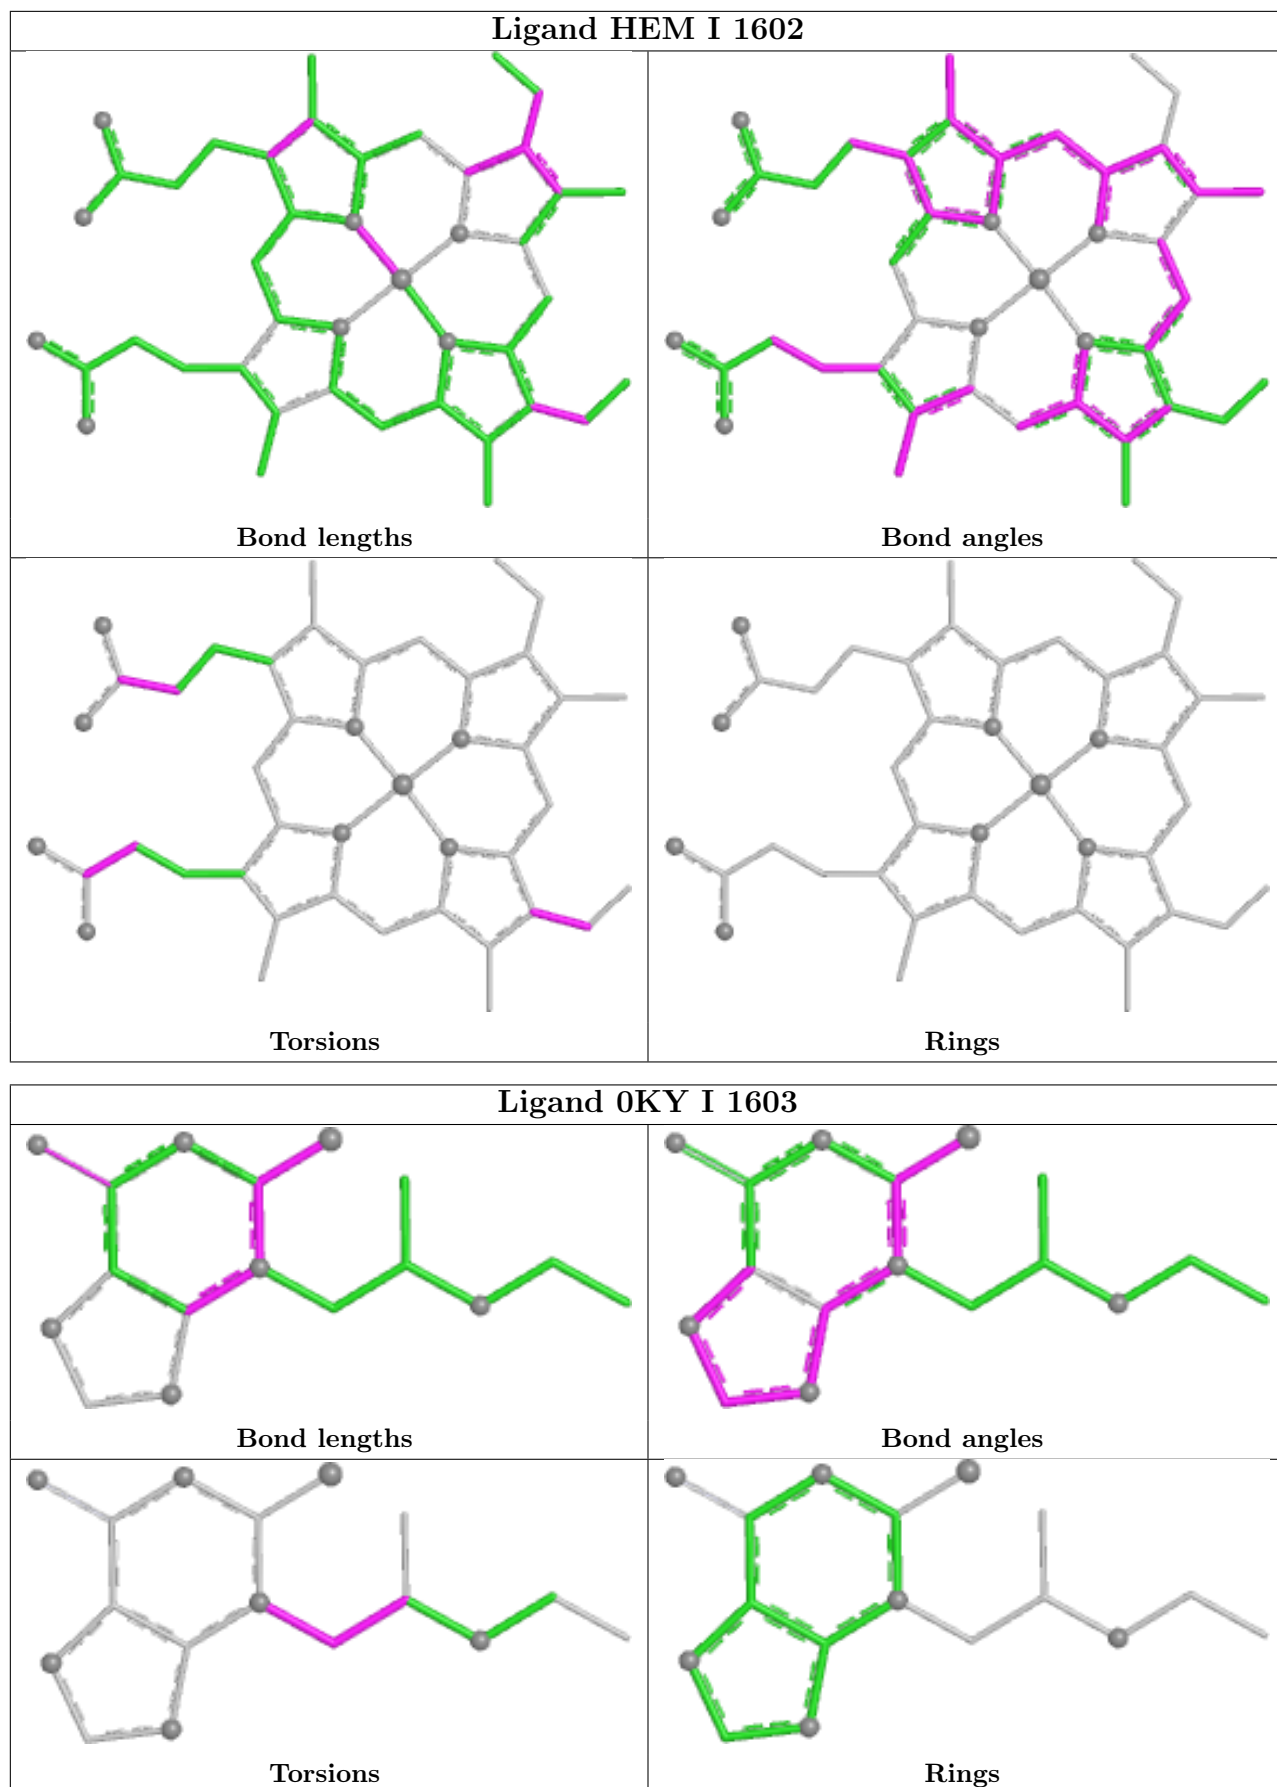 Ligand HEM I 1602
Bond lengths
Bond angles
Torsions
Rings
Ligand 0KY I 1603
Bond lengths
Bond angles
Torsions
Rings